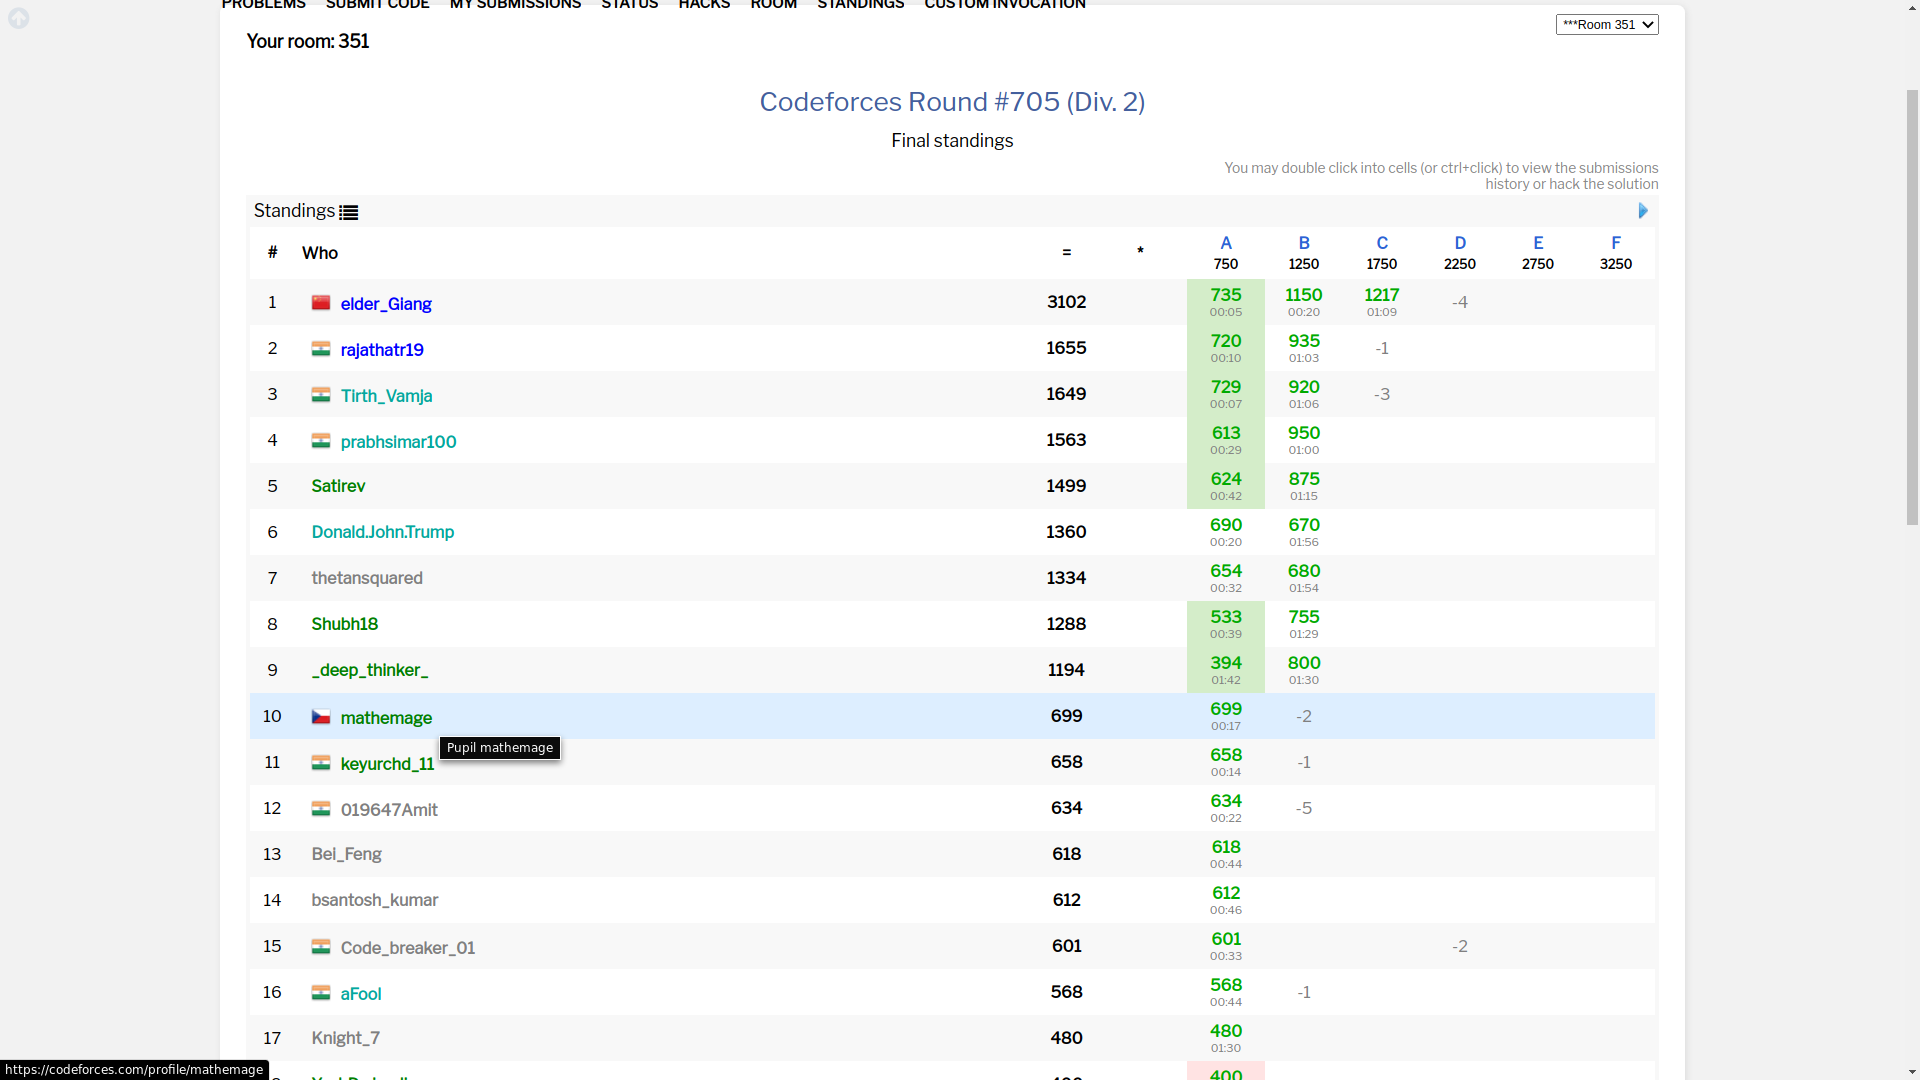 PROBLEMS SUBMIT CODE MY SUBMISSIONS STATUS HACKS ROOM STANDINGS CUSTOM INVOCATION
Your room: 351
***Room 351
Codeforces Round #705 (Div. 2)
Final standings
You may double click into cells (or ctrl+click) to view the submissions
history or hack the solution
Standings
# Who = * A B C D E F
750 1250 1750 2250 2750 3250
1 elder_Giang 3102 735 1150 1217 -4
00:05 00:20 01:09
2 rajathatr19 1655 720 935 -1
00:10 01:03
3 Tirth_Vamja 1649 729 920 -3
00:07 01:06
4 prabhsimar100 1563 613 950
00:29 01:00
5 Satirev 1499 624 875
00:42 01:15
6 Donald.John.Trump 1360 690 670
00:20 01:56
7 thetansquared 1334 654 680
00:32 01:54
8 Shubh18 1288 533 755
00:39 01:29
9 _deep_thinker_ 1194 394 800
01:42 01:30
10 mathemage 699 699 -2
00:17
Pupil mathemage
11 keyurchd_11 658 658 -1
00:14
12 019647Amit 634 634 -5
00:22
13 Bei_Feng 618 618
00:44
14 bsantosh_kumar 612 612
00:46
15 Code_breaker_01 601 601 -2
00:33
16 aFool 568 568 -1
00:44
17 Knight_7 480 480
01:30
400
https://codeforces.com/profile/mathemage